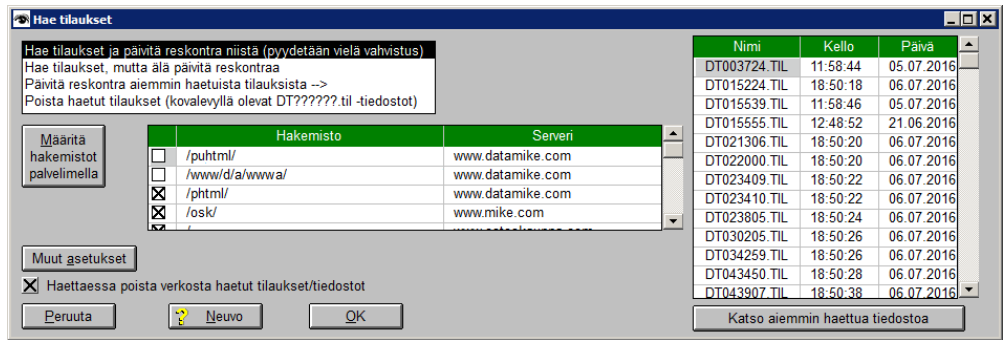 Hae tilaukset
Hae tilaukset ja päivitä reskontra niistä (pyydetään vielä vahvistus)
Hae tilaukset, mutta älä päivitä reskontraa
Päivitä reskontra aiemmin haetuista tilauksista -->
Poista haetut tilaukset (kovalevyllä olevat DT??????.til -tiedostot)
Määritä
hakemistot
palvelimella
Hakemisto Serveri
/puhtml/ www.datamike.com
/www/d/a/wwwa/ www.datamike.com
/phtml/ www.datamike.com
/osk/ www.mike.com
Muut asetukset
Haettaessa poista verkosta haetut tilaukset/tiedostot
Peruuta Neuvo OK
Nimi Kello Päivä
DT003724.TIL 11:58:44 05.07.2016
DT015224.TIL 18:50:18 06.07.2016
DT015539.TIL 11:58:46 05.07.2016
DT015555.TIL 12:48:52 21.06.2016
DT021306.TIL 18:50:20 06.07.2016
DT022000.TIL 18:50:20 06.07.2016
DT023409.TIL 18:50:22 06.07.2016
DT023410.TIL 18:50:22 06.07.2016
DT023805.TIL 18:50:24 06.07.2016
DT030205.TIL 18:50:26 06.07.2016
DT034259.TIL 18:50:26 06.07.2016
DT043450.TIL 18:50:28 06.07.2016
DT043907.TIL 18:50:38 06.07.2016
Katso aiemmin haettua tiedostoa